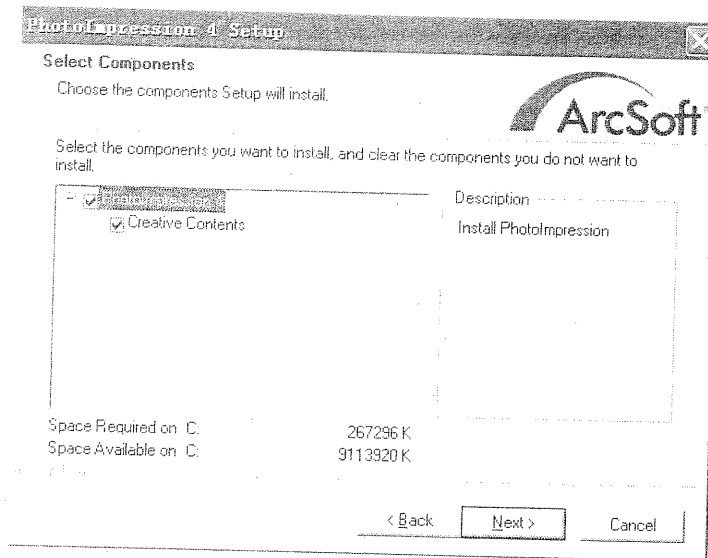 PhotoImpression 4 Setup
Select Components
Choose the components Setup will install.
ArcSoft
Select the components you want to install, and clear the components you do not want to
install.
PhotoImpression
Creative Contents
Description
Install PhotoImpression
Space Required on C:
267296 K
Space Available on C:
9113920 K
< Back
Next >
Cancel